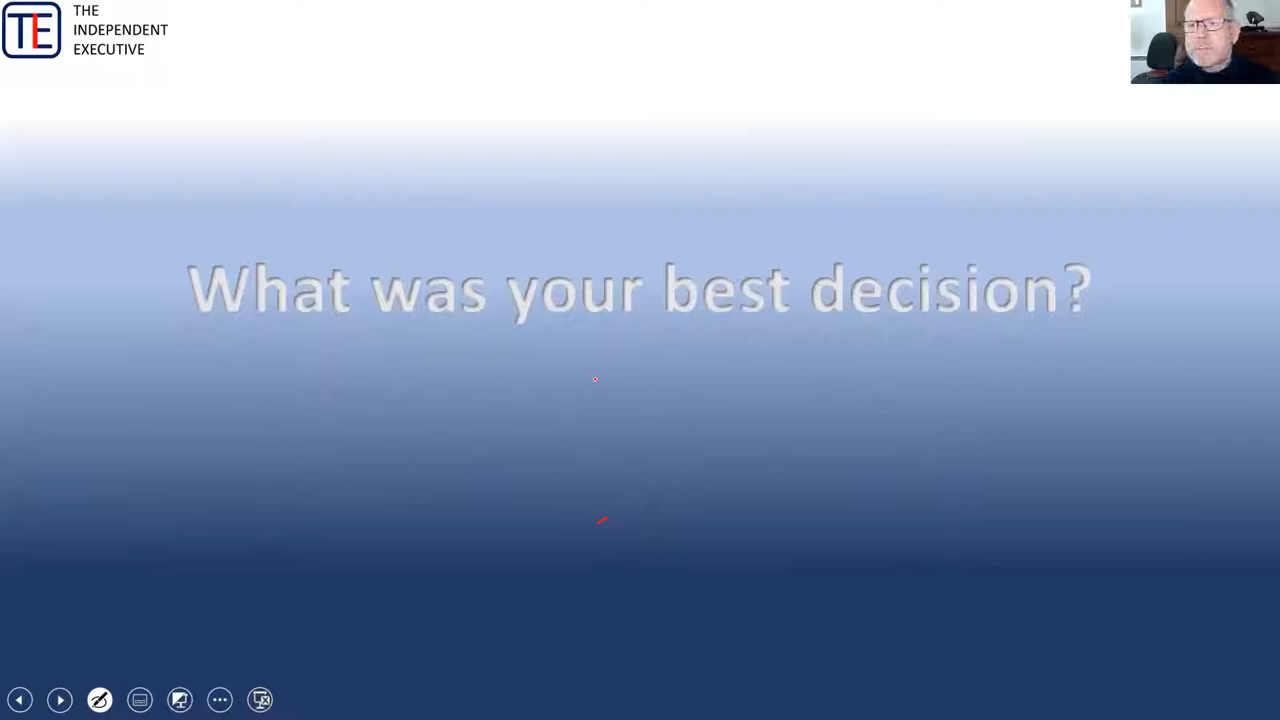 TE
THE
INDEPENDENT
EXECUTIVE
What was your best decision?